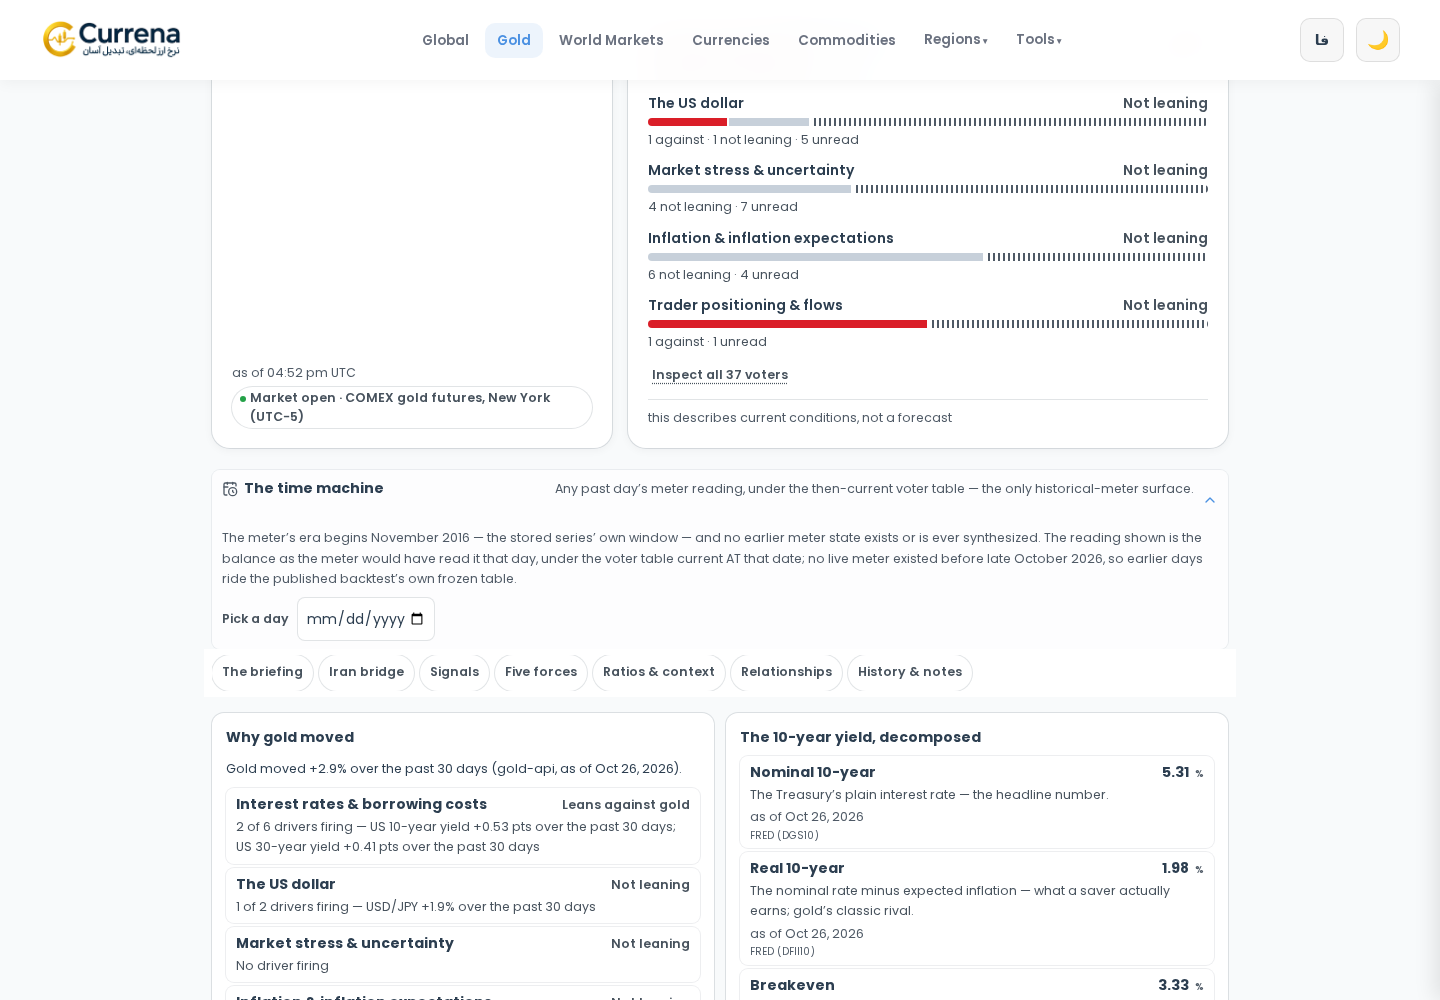 Currena
نرخ ارز لحظه‌ای، تبدیل آسان
Global
Gold
World Markets
Currencies
Commodities
Regions ▾
Tools ▾
فا
The US dollar
Not leaning
1 against · 1 not leaning · 5 unread
Market stress & uncertainty
Not leaning
4 not leaning · 7 unread
Inflation & inflation expectations
Not leaning
6 not leaning · 4 unread
Trader positioning & flows
Not leaning
1 against · 1 unread
Inspect all 37 voters
this describes current conditions, not a forecast
as of 04:52 pm UTC
Market open · COMEX gold futures, New York
(UTC-5)
The time machine
Any past day’s meter reading, under the then-current voter table — the only historical-meter surface.
The meter’s era begins November 2016 — the stored series’ own window — and no earlier meter state exists or is ever synthesized. The reading shown is the
balance as the meter would have read it that day, under the voter table current AT that date; no live meter existed before late October 2026, so earlier days
ride the published backtest’s own frozen table.
Pick a day
mm/dd/yyyy
The briefing
Iran bridge
Signals
Five forces
Ratios & context
Relationships
History & notes
Why gold moved
Gold moved +2.9% over the past 30 days (gold-api, as of Oct 26, 2026).
Interest rates & borrowing costs
Leans against gold
2 of 6 drivers firing — US 10-year yield +0.53 pts over the past 30 days;
US 30-year yield +0.41 pts over the past 30 days
The US dollar
Not leaning
1 of 2 drivers firing — USD/JPY +1.9% over the past 30 days
Market stress & uncertainty
Not leaning
No driver firing
Inflation & inflation expectations
Not leaning
The 10-year yield, decomposed
Nominal 10-year
5.31 %
The Treasury’s plain interest rate — the headline number.
as of Oct 26, 2026
FRED (DGS10)
Real 10-year
1.98 %
The nominal rate minus expected inflation — what a saver actually
earns; gold’s classic rival.
as of Oct 26, 2026
FRED (DFII10)
Breakeven
3.33 %